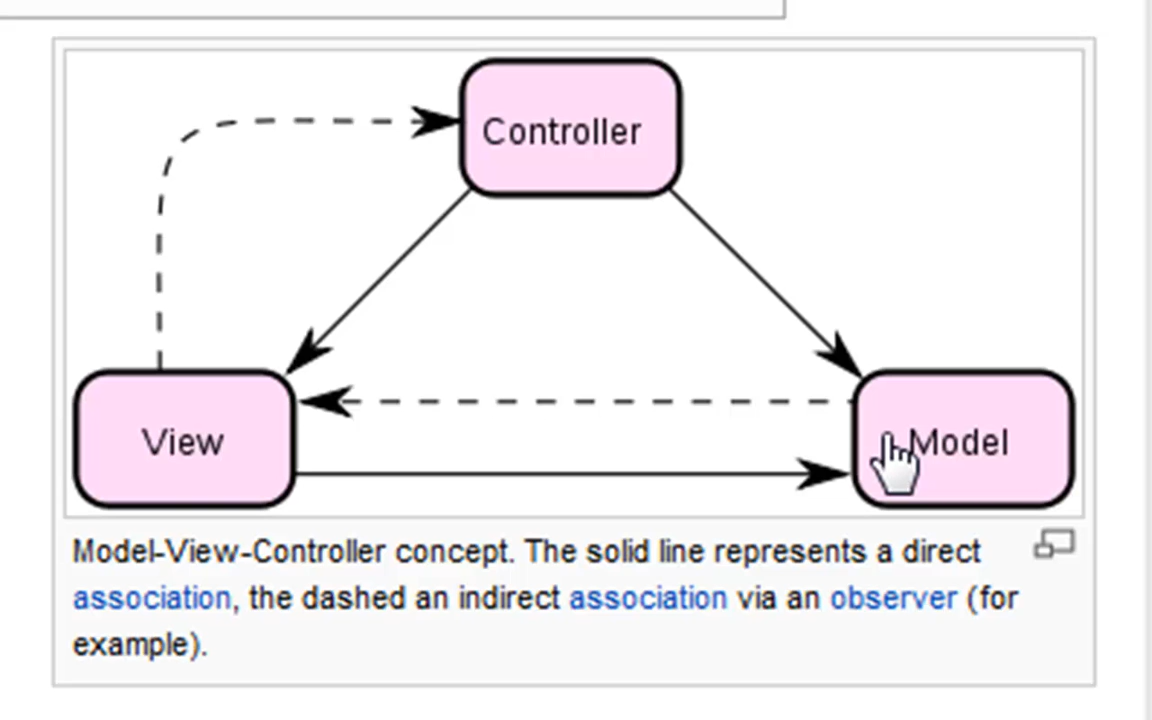 Controller
View
Model
Model-View-Controller concept. The solid line represents a direct
association, the dashed an indirect association via an observer (for
example).